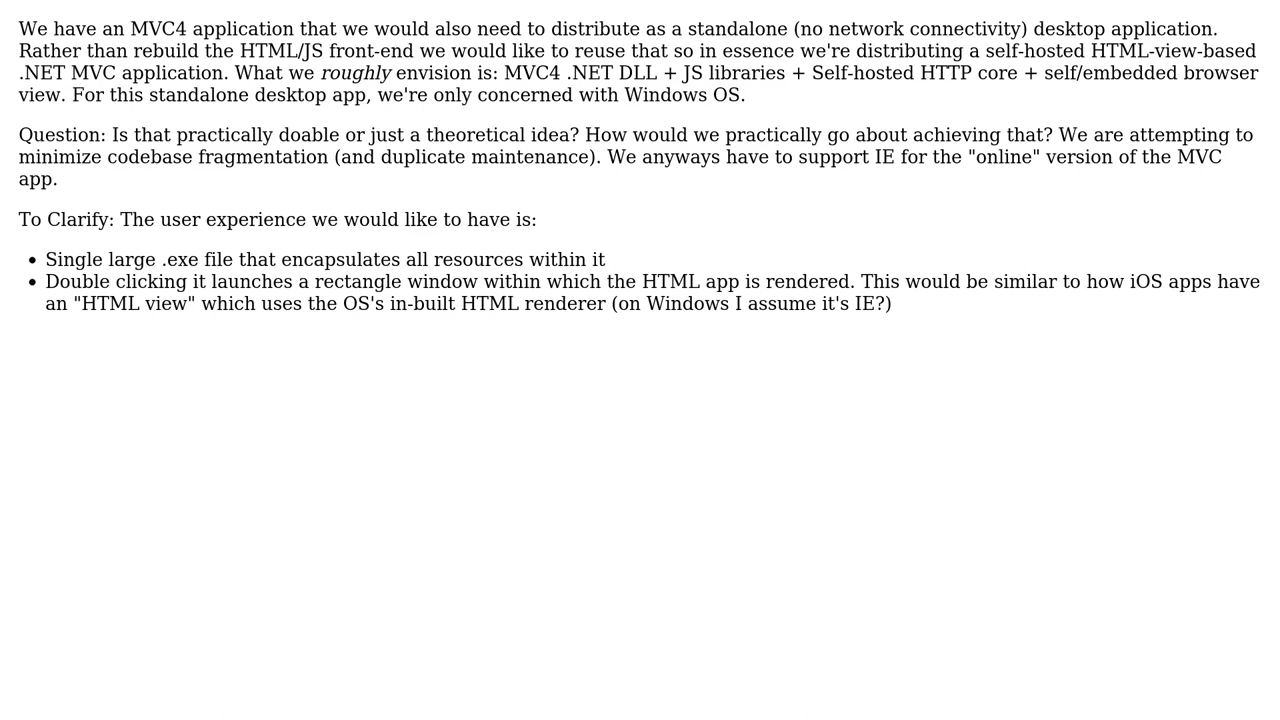 We have an MVC4 application that we would also need to distribute as a standalone (no network connectivity) desktop application.
Rather than rebuild the HTML/JS front-end we would like to reuse that so in essence we're distributing a self-hosted HTML-view-based
.NET MVC application. What we roughly envision is: MVC4 .NET DLL + JS libraries + Self-hosted HTTP core + self/embedded browser
view. For this standalone desktop app, we're only concerned with Windows OS.
Question: Is that practically doable or just a theoretical idea? How would we practically go about achieving that? We are attempting to
minimize codebase fragmentation (and duplicate maintenance). We anyways have to support IE for the "online" version of the MVC
app.
To Clarify: The user experience we would like to have is:
• Single large .exe file that encapsulates all resources within it
• Double clicking it launches a rectangle window within which the HTML app is rendered. This would be similar to how iOS apps have
an "HTML view" which uses the OS's in-built HTML renderer (on Windows I assume it's IE?)